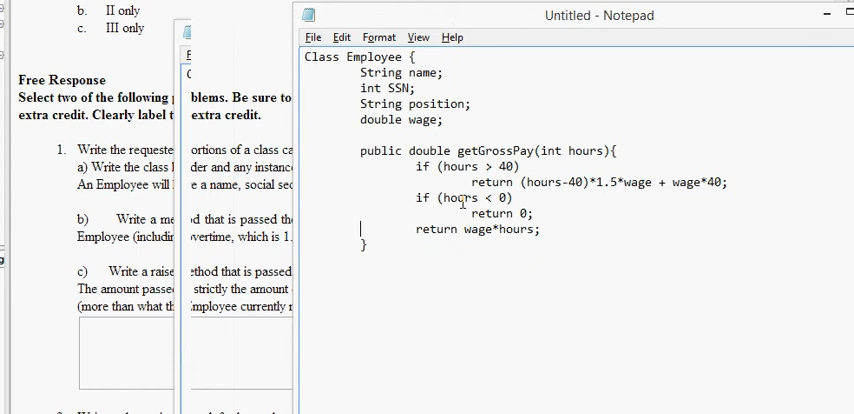 b. II only
c. III only
Free Response
Select two of the following blems. Be sure to
extra credit. Clearly label t extra credit.
1. Write the requeste ortions of a class ca
a) Write the class der and any instanc
An Employee will e a name, social sec
b) Write a me d that is passed the
Employee (includin vertime, which is 1.
c) Write a raise ethod that is passed
The amount passe strictly the amount
(more than what th mployee currently r
Untitled - Notepad
File Edit Format View Help
Class Employee {
String name;
int SSN;
String position;
double wage;
public double getGrossPay(int hours){
if (hours > 40)
return (hours-40)*1.5*wage + wage*40;
if (hours < 0)
return 0;
return wage*hours;
}